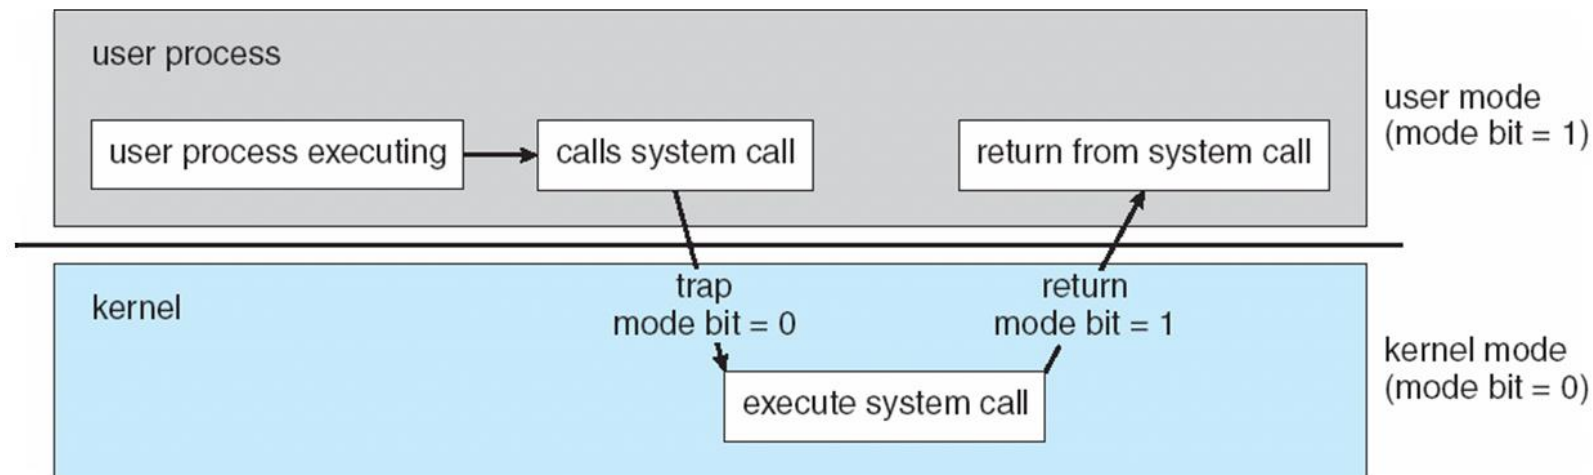 user process
user process executing
calls system call
return from system call
user mode
(mode bit = 1)
kernel
trap
mode bit = 0
return
mode bit = 1
execute system call
kernel mode
(mode bit = 0)